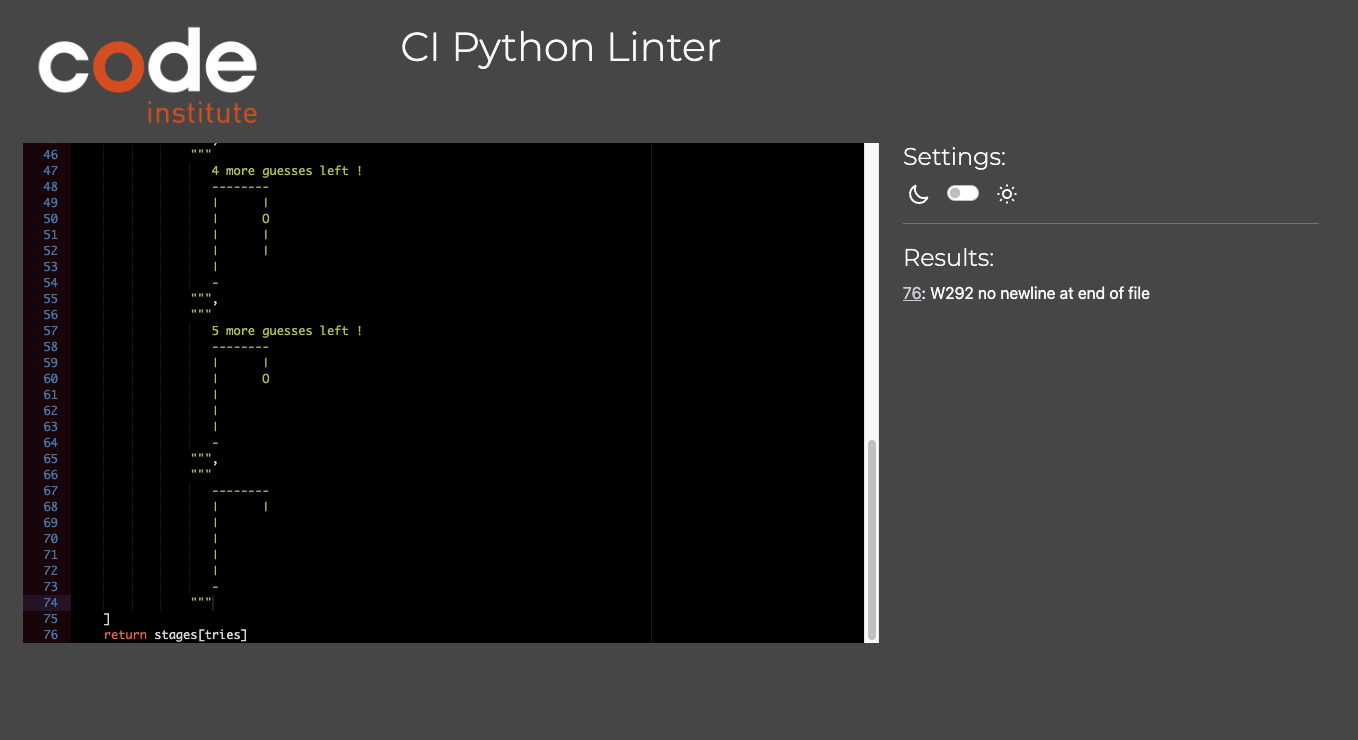 code
institute
CI Python Linter
46 """
47 4 more guesses left !
48 --------
49 | |
50 | O
51 | |
52 | |
53 |
54 -
55 """,
56 """
57 5 more guesses left !
58 --------
59 | |
60 | O
61 |
62 |
63 |
64 -
65 """,
66 """
67 --------
68 | |
69 |
70 |
71 |
72 |
73 -
74 """
75 ]
76 return stages[tries]
Settings:
Results:
76: W292 no newline at end of file